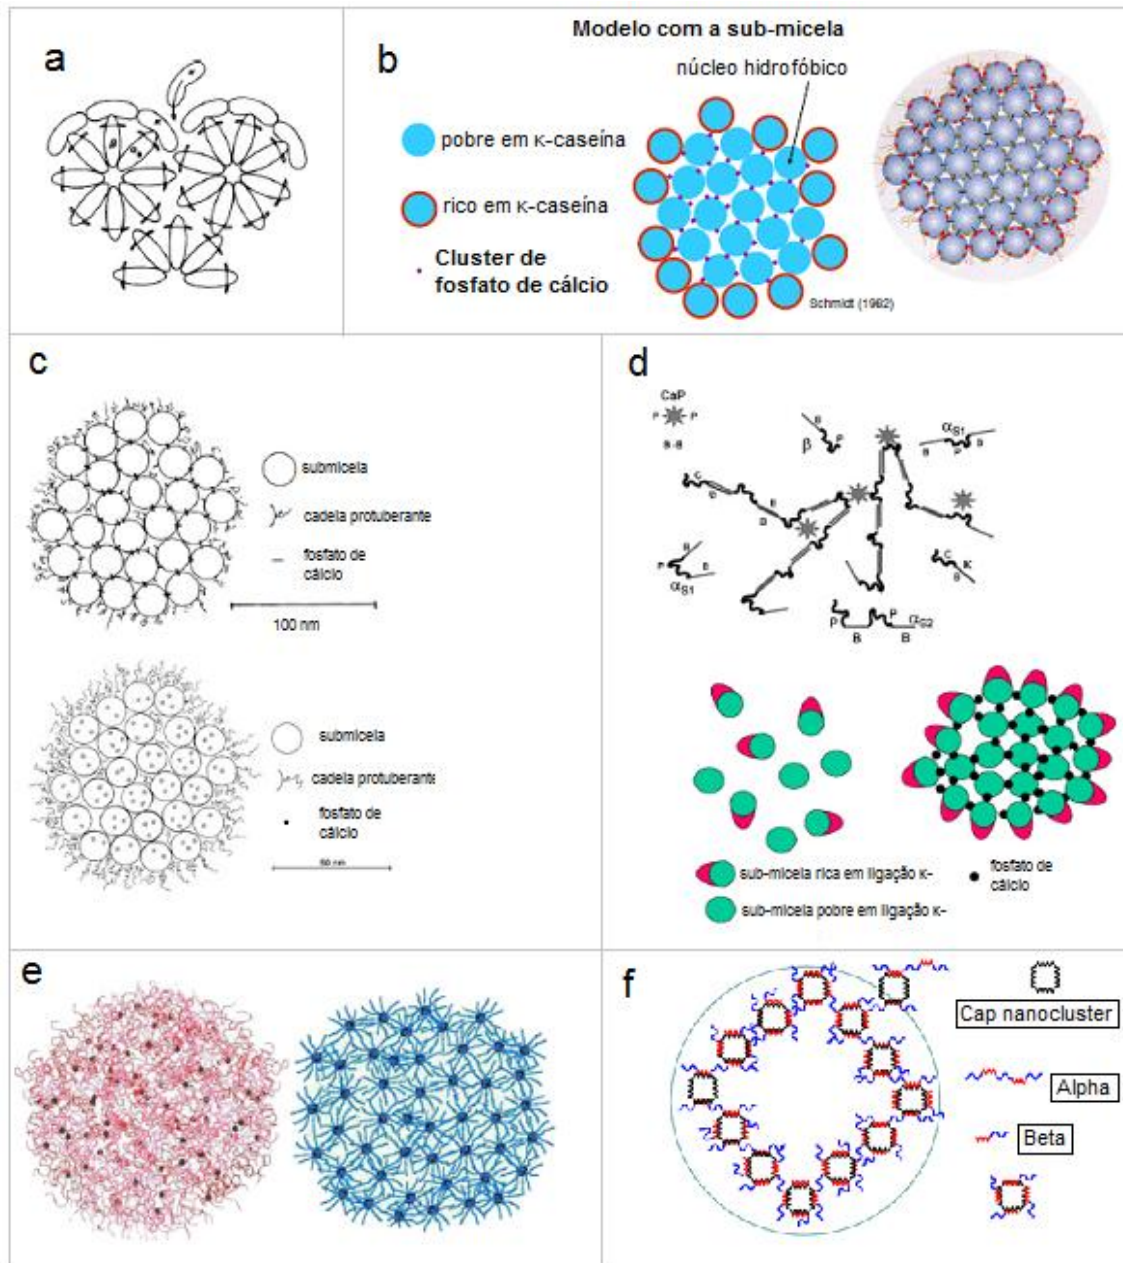 a
b
Modelo com a sub-micela
núcleo hidrofóbico
pobre em κ-caseína
rico em κ-caseína
Cluster de
fosfato de cálcio
Schmidt (1982)
c
submicela
cadeia protuberante
fosfato de
cálcio
100 nm
submicela
cadeia protuberante
fosfato de
cálcio
50 nm
d
CaP
P P
B-B
β
B
P
αS1
B
P
B
C
B
B
P
B
B
αS1
C
B
K
P
P
αS2
B
B
sub-micela rica em ligação κ-
sub-micela pobre em ligação κ-
fosfato de
cálcio
e
f
Cap nanocluster
Alpha
Beta